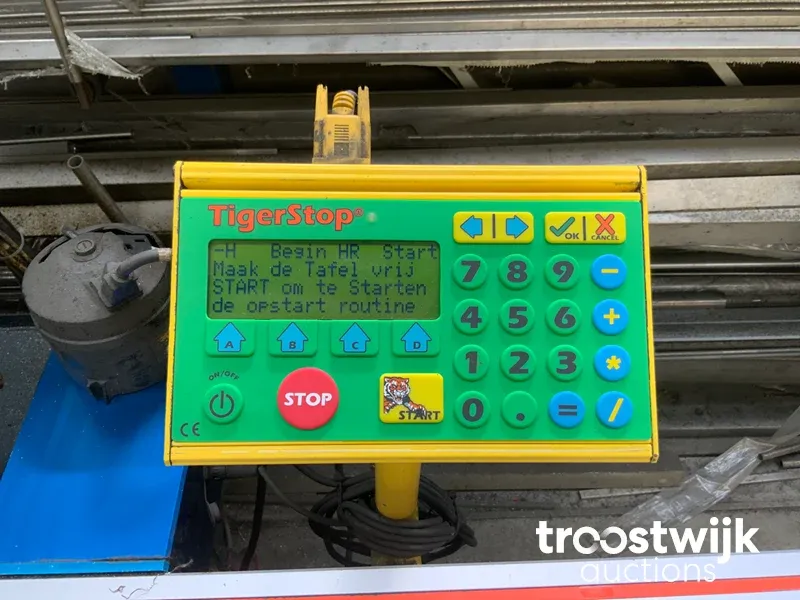 TigerStop®
-H Begin HR Start
Maak de Tafel vrij
START om te Starten
de opstart routine
OK
CANCEL
7 8 9 -
4 5 6 +
A B C D
1 2 3 *
ON/OFF
STOP
START
0 . = /
CE
troostwijk
auctions